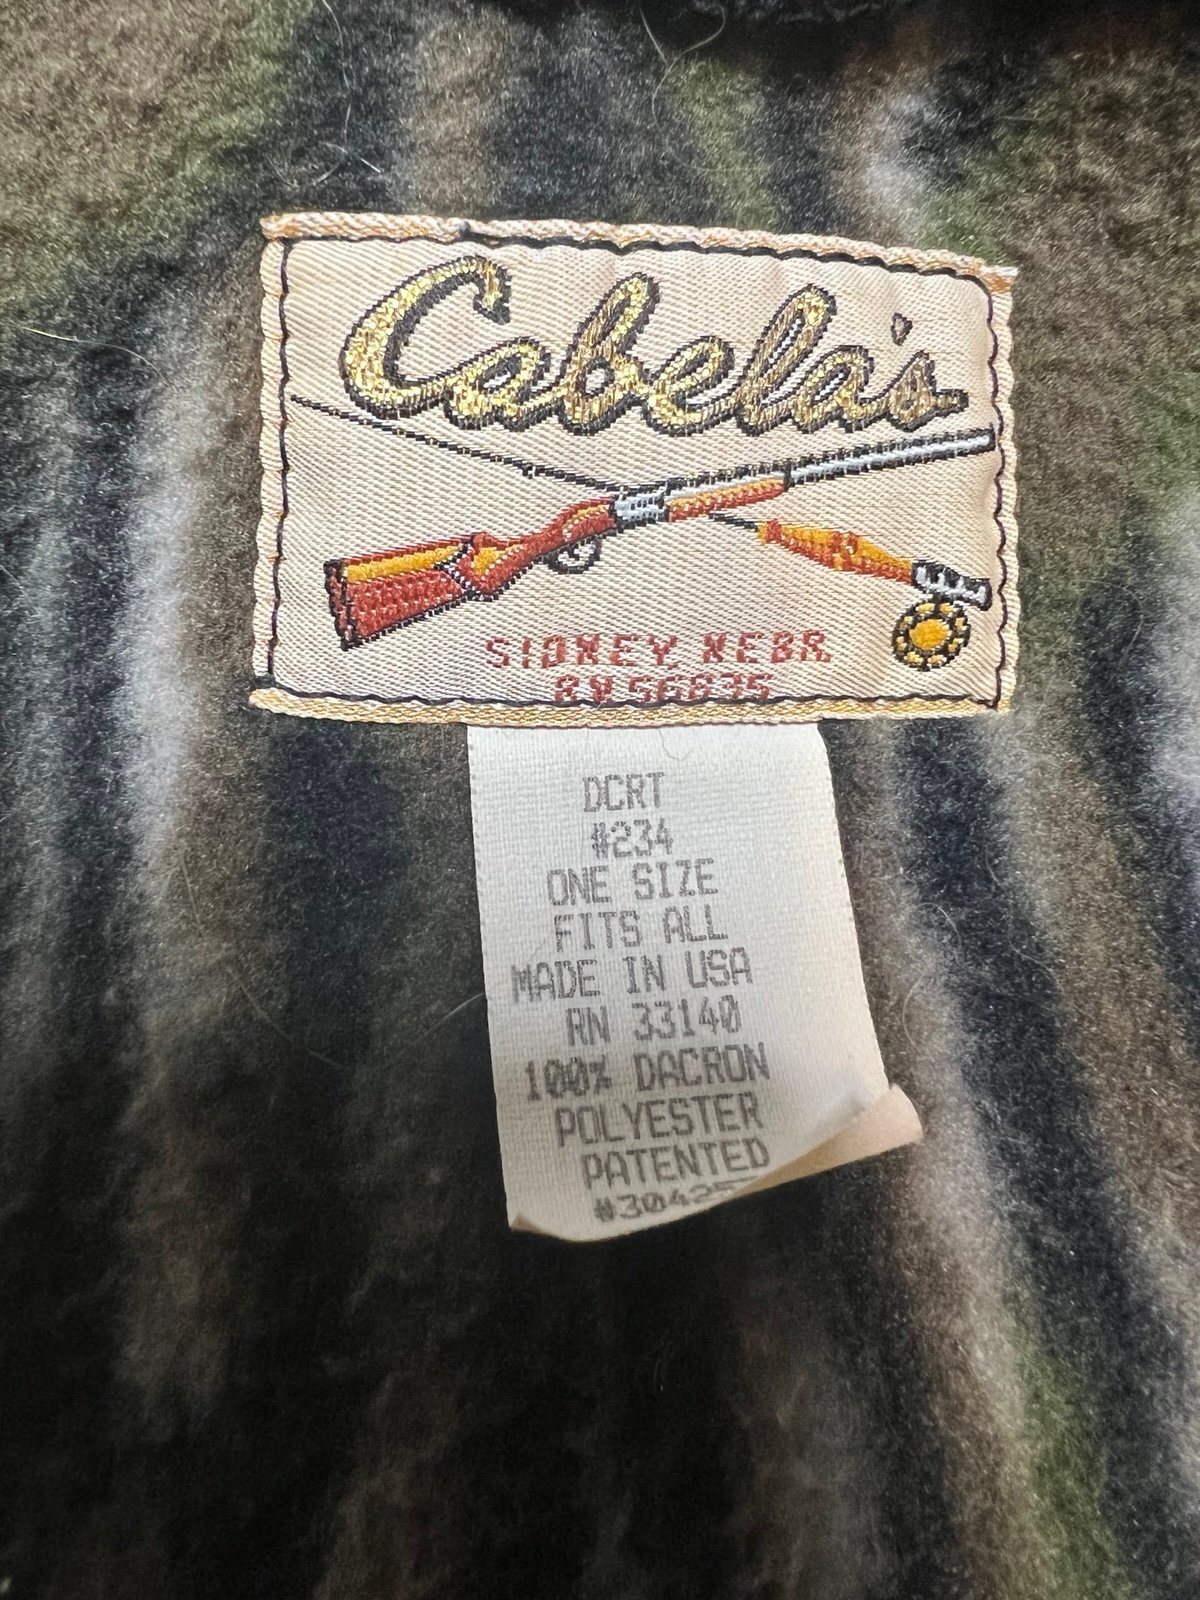 Cabela's
SIDNEY, NEBR.
RN 56835
DCRT
#234
ONE SIZE
FITS ALL
MADE IN USA
RN 33140
100% DACRON
POLYESTER
PATENTED